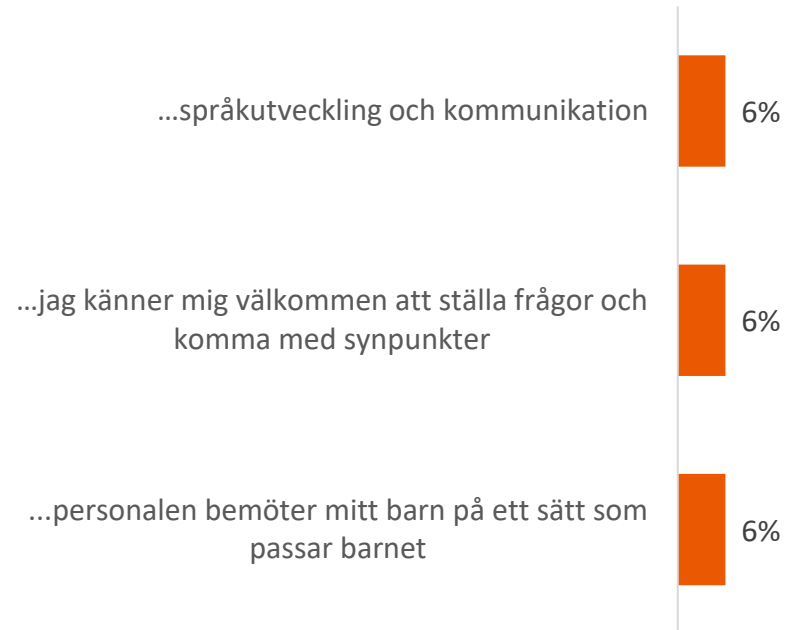 ...språkutveckling och kommunikation
6%
...jag känner mig välkommen att ställa frågor och
komma med synpunkter
6%
...personalen bemöter mitt barn på ett sätt som
passar barnet
6%